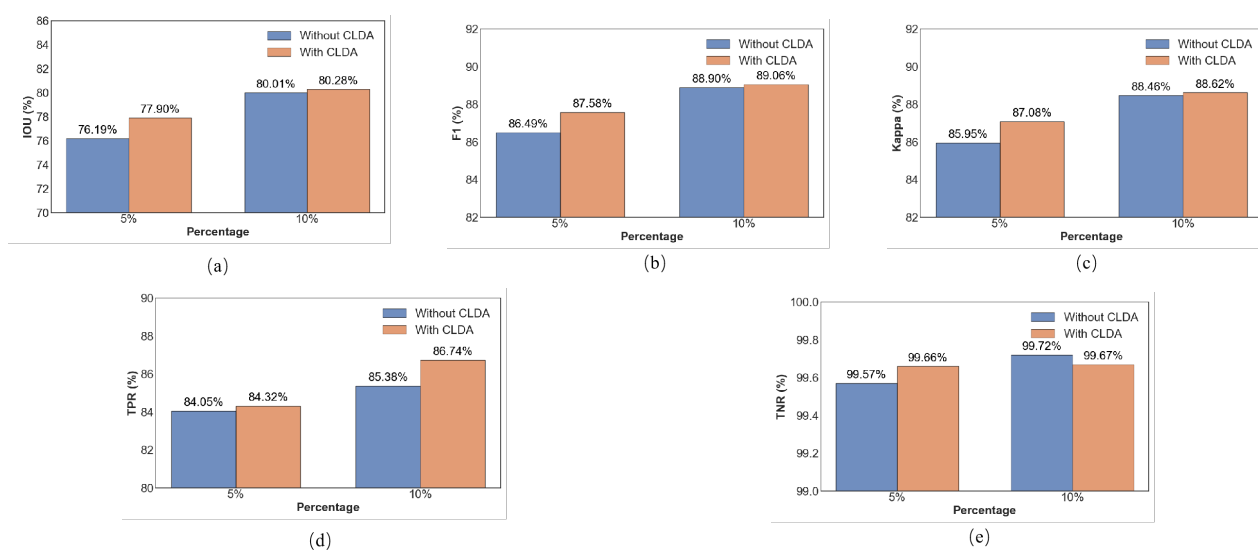 86
84
82
80
78
76
74
72
70
IOU (%)
Without CLDA
With CLDA
76.19%
77.90%
80.01%
80.28%
5%
10%
Percentage
(a)
92
90
88
86
84
82
F1 (%)
Without CLDA
With CLDA
86.49%
87.58%
88.90%
89.06%
5%
10%
Percentage
(b)
92
90
88
86
84
82
Kappa (%)
Without CLDA
With CLDA
85.95%
87.08%
88.46%
88.62%
5%
10%
Percentage
(c)
90
88
86
84
82
80
TPR (%)
Without CLDA
With CLDA
84.05%
84.32%
85.38%
86.74%
5%
10%
Percentage
(d)
100.0
99.8
99.6
99.4
99.2
99.0
TNR (%)
Without CLDA
With CLDA
99.57%
99.66%
99.72%
99.67%
5%
10%
Percentage
(e)